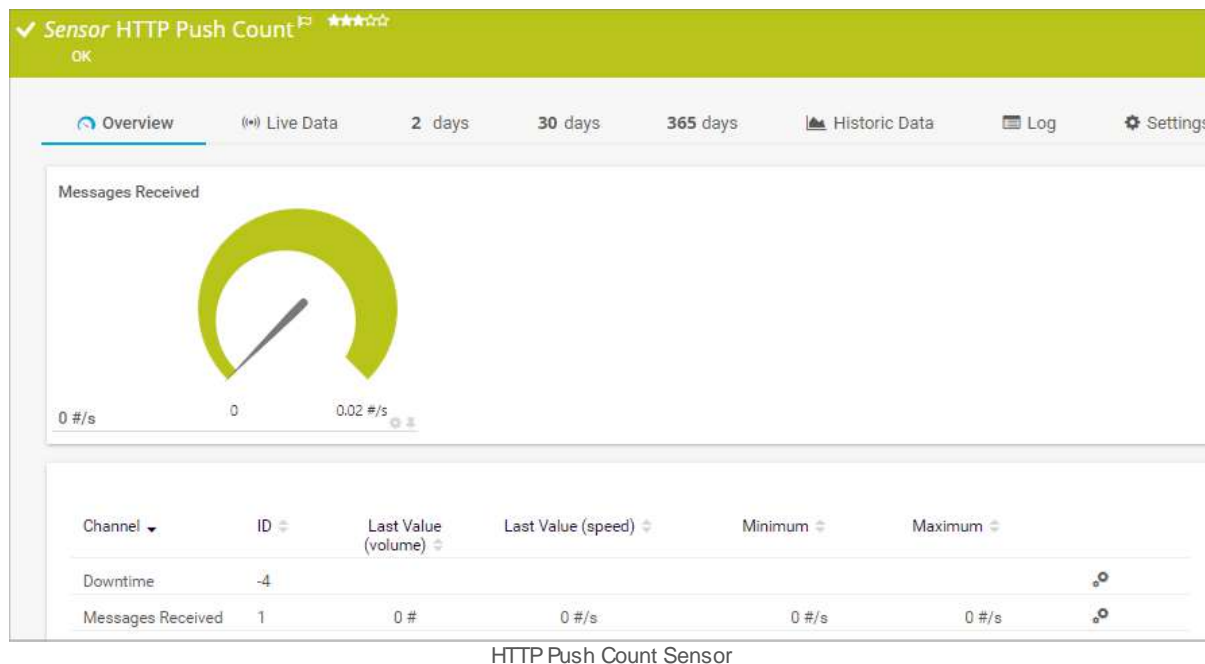 Sensor HTTP Push Count
OK
Overview Live Data 2 days 30 days 365 days Historic Data Log Settings
Messages Received
0 #/s 0 0.02 #/s
Channel ID Last Value (volume) Last Value (speed) Minimum Maximum
Downtime -4
Messages Received 1 0 # 0 #/s 0 #/s 0 #/s
HTTP Push Count Sensor